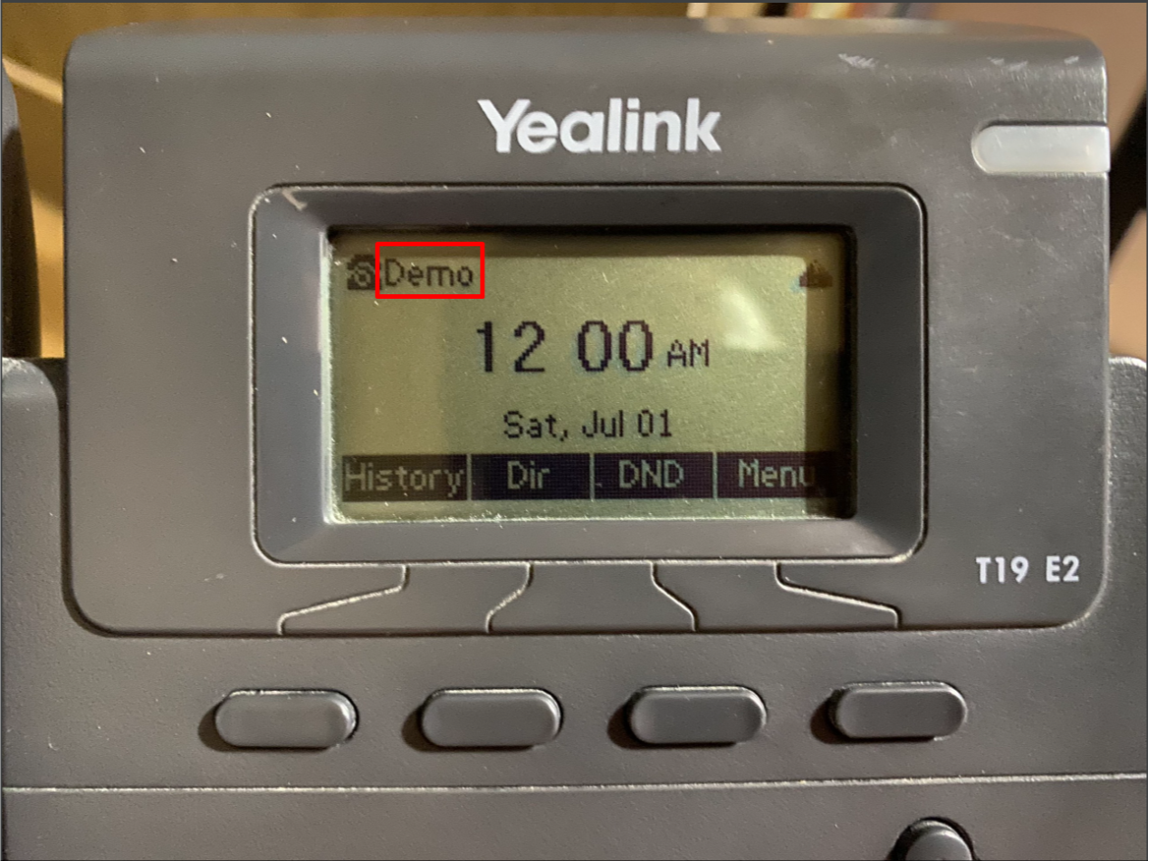 Yealink
Demo
12 00 AM
Sat, Jul 01
History Dir DND Menu
T19 E2